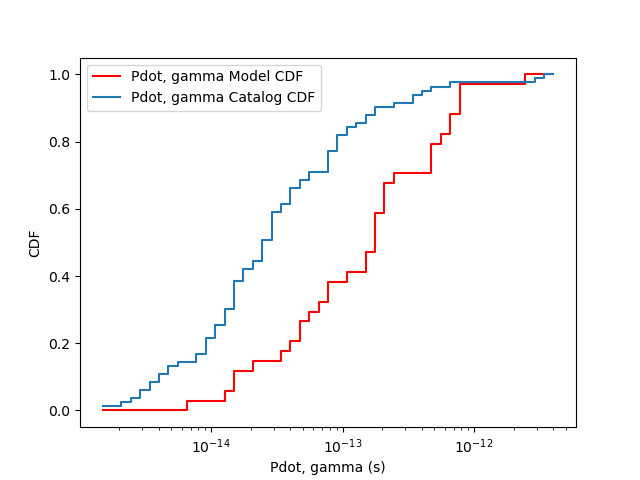 Pdot, gamma Model CDF
Pdot, gamma Catalog CDF
1.0
0.8
0.6
0.4
0.2
0.0
CDF
10⁻¹⁴
10⁻¹³
10⁻¹²
Pdot, gamma (s)